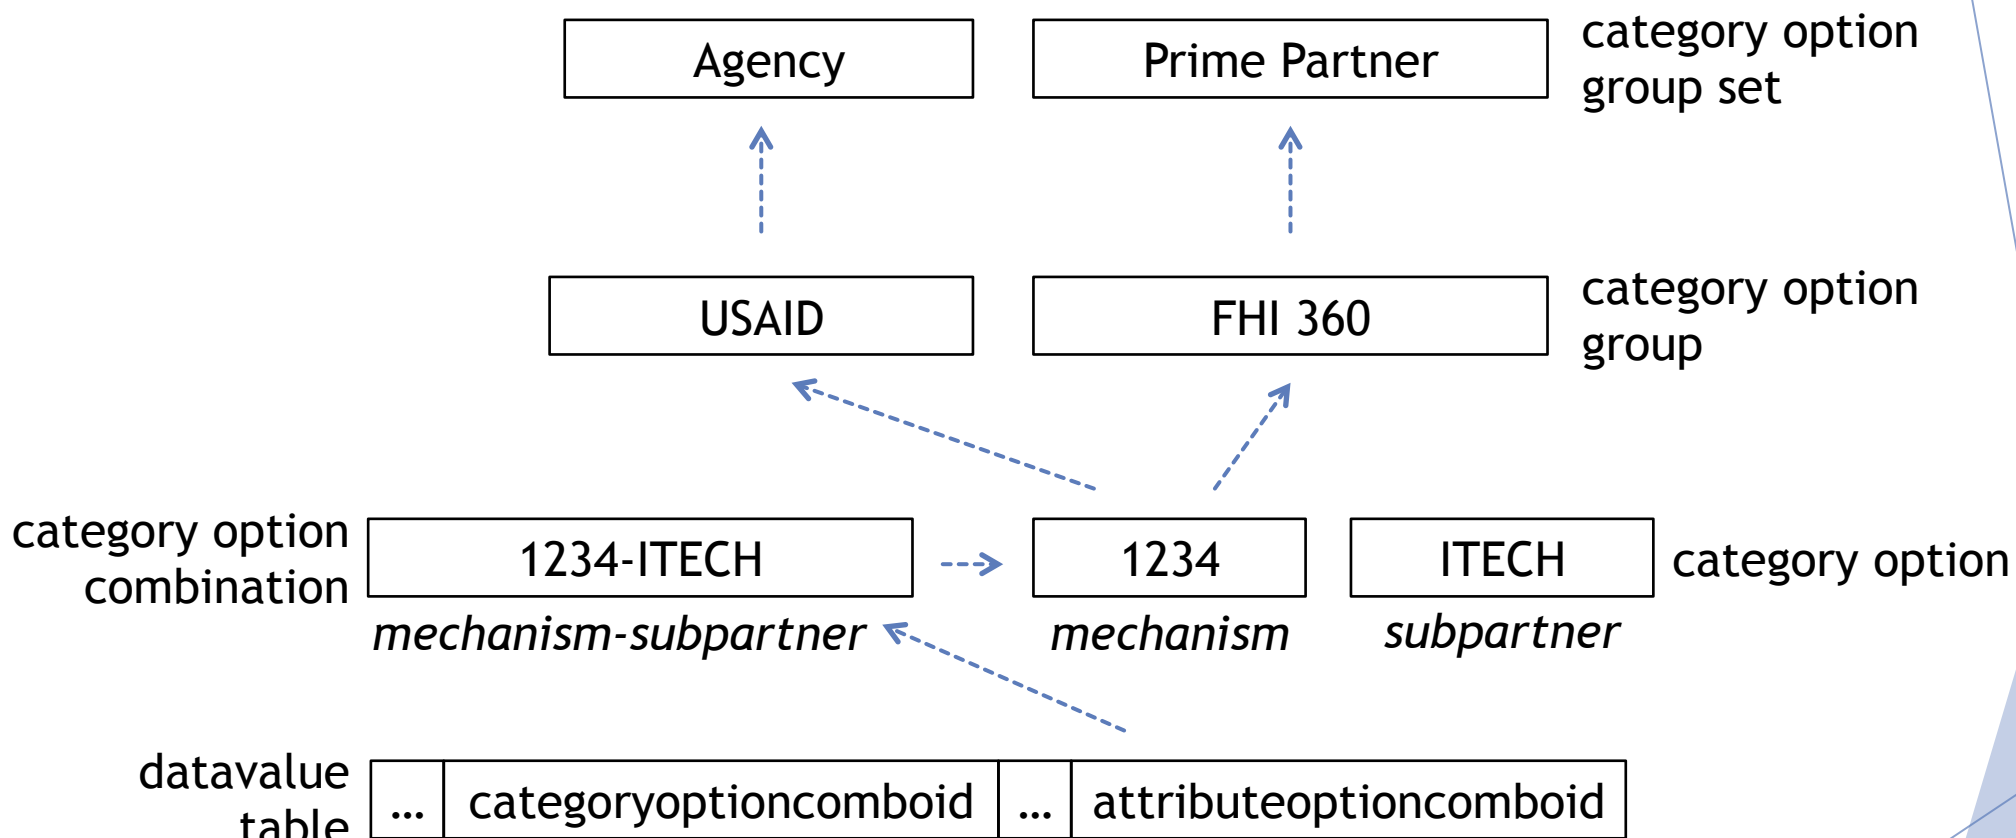 Agency
Prime Partner
category option
group set
USAID
FHI 360
category option
group
category option
combination
1234-ITECH
1234
ITECH
category option
mechanism-subpartner
mechanism
subpartner
datavalue
table
...
categoryoptioncomboid
...
attributeoptioncomboid